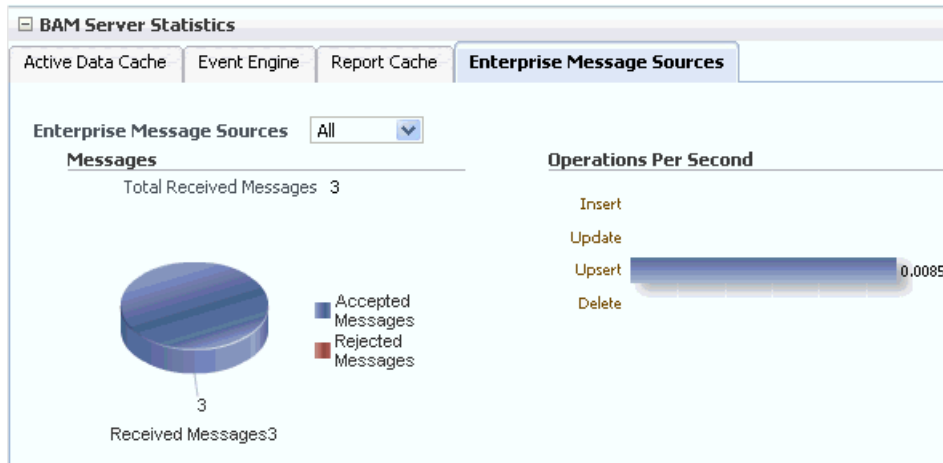 BAM Server Statistics
Active Data Cache Event Engine Report Cache Enterprise Message Sources
Enterprise Message Sources All
Messages
Total Received Messages 3
Accepted
Messages
Rejected
Messages
3
Received Messages3
Operations Per Second
Insert
Update
Upsert 0.0085
Delete